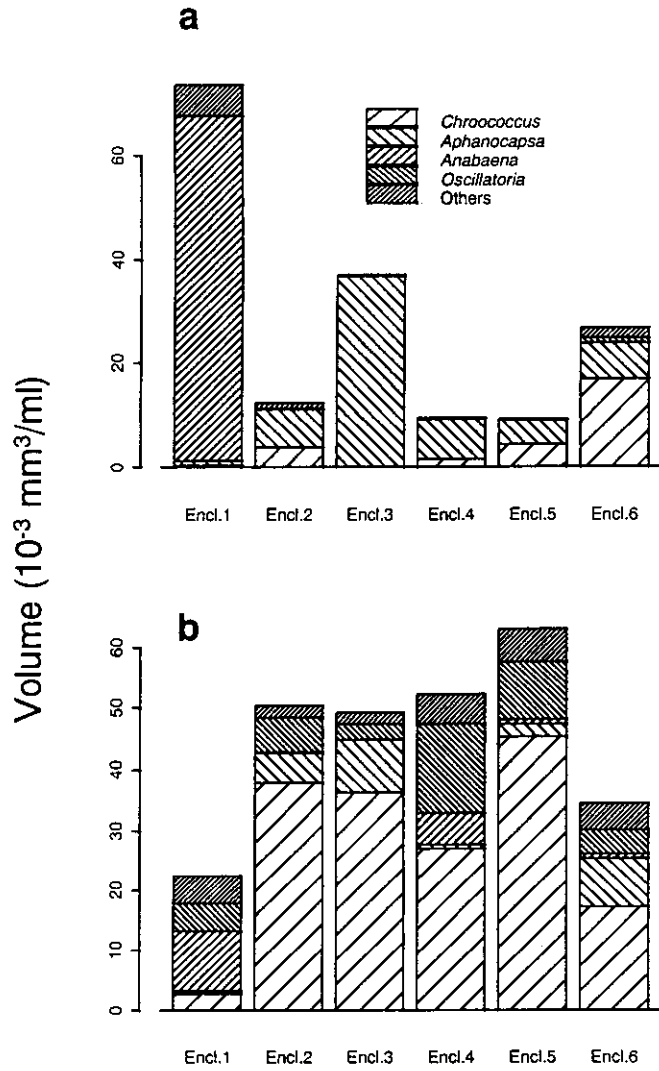 a
Chroococcus
Aphanocapsa
Anabaena
Oscillatoria
Others
60
40
20
0
Encl.1 Encl.2 Encl.3 Encl.4 Encl.5 Encl.6
Volume (10⁻³ mm³/ml)
b
60
50
40
30
20
10
0
Encl.1 Encl.2 Encl.3 Encl.4 Encl.5 Encl.6